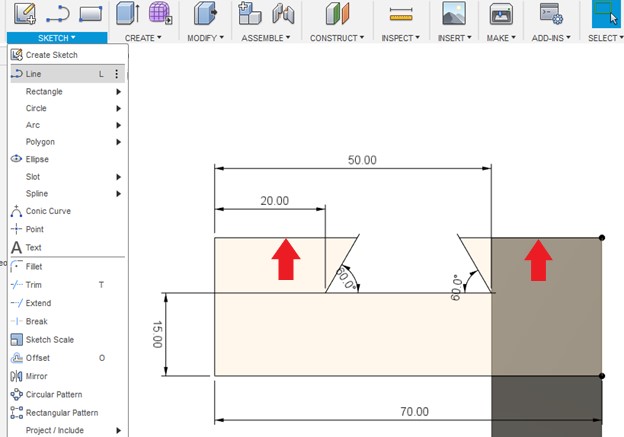 SKETCH▾ CREATE▾ MODIFY▾ ASSEMBLE▾ CONSTRUCT▾ INSPECT▾ INSERT▾ MAKE▾ ADD-INS▾ SELECT▾
Create Sketch
Line L
Rectangle
Circle
Arc
Polygon
Ellipse
Slot
Spline
Conic Curve
Point
Text
Fillet
Trim T
Extend
Break
Sketch Scale
Offset O
Mirror
Circular Pattern
Rectangular Pattern
Project / Include
50.00
20.00
60.0°
60.0°
15.00
70.00